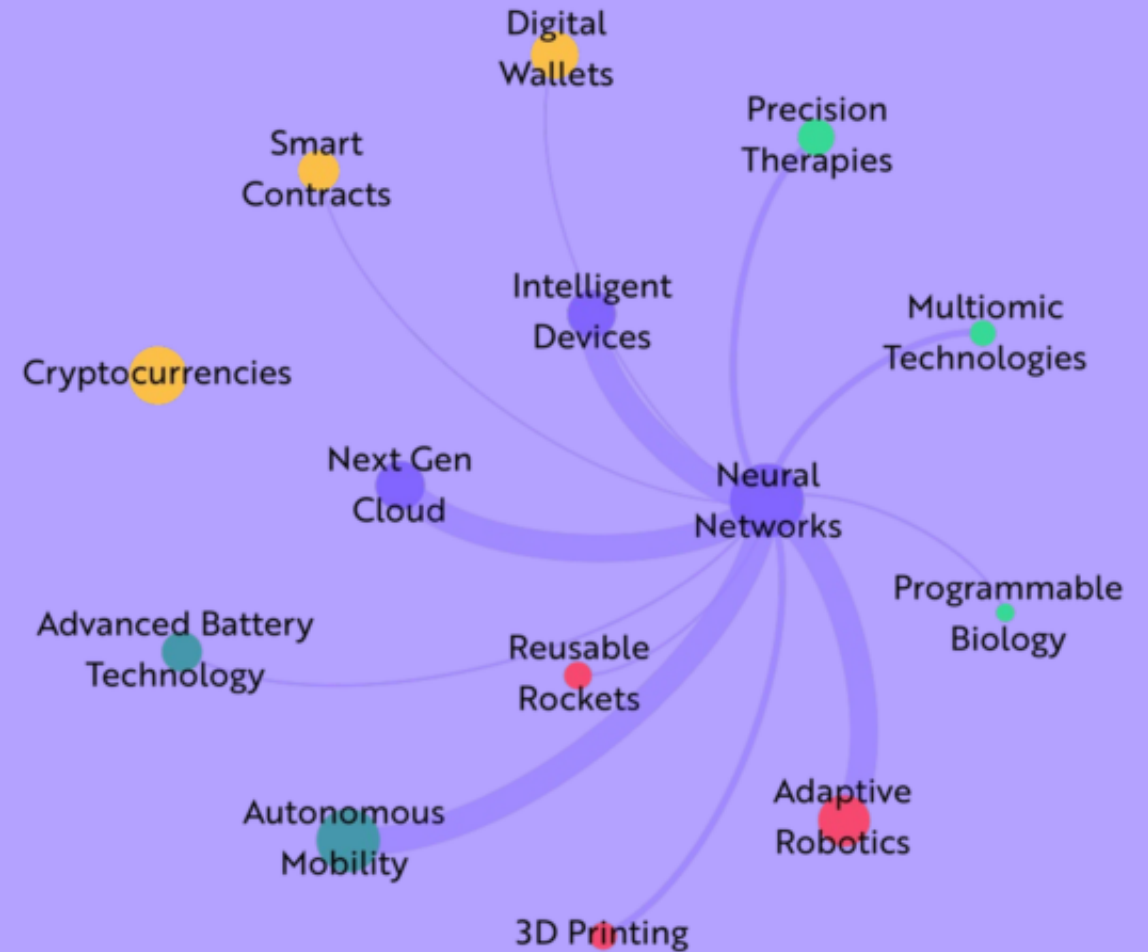 Digital
Wallets
Precision
Therapies
Smart
Contracts
Intelligent
Devices
Multiomic
Technologies
Cryptocurrencies
Next Gen
Cloud
Neural
Networks
Programmable
Biology
Advanced Battery
Technology
Reusable
Rockets
Autonomous
Mobility
Adaptive
Robotics
3D Printing